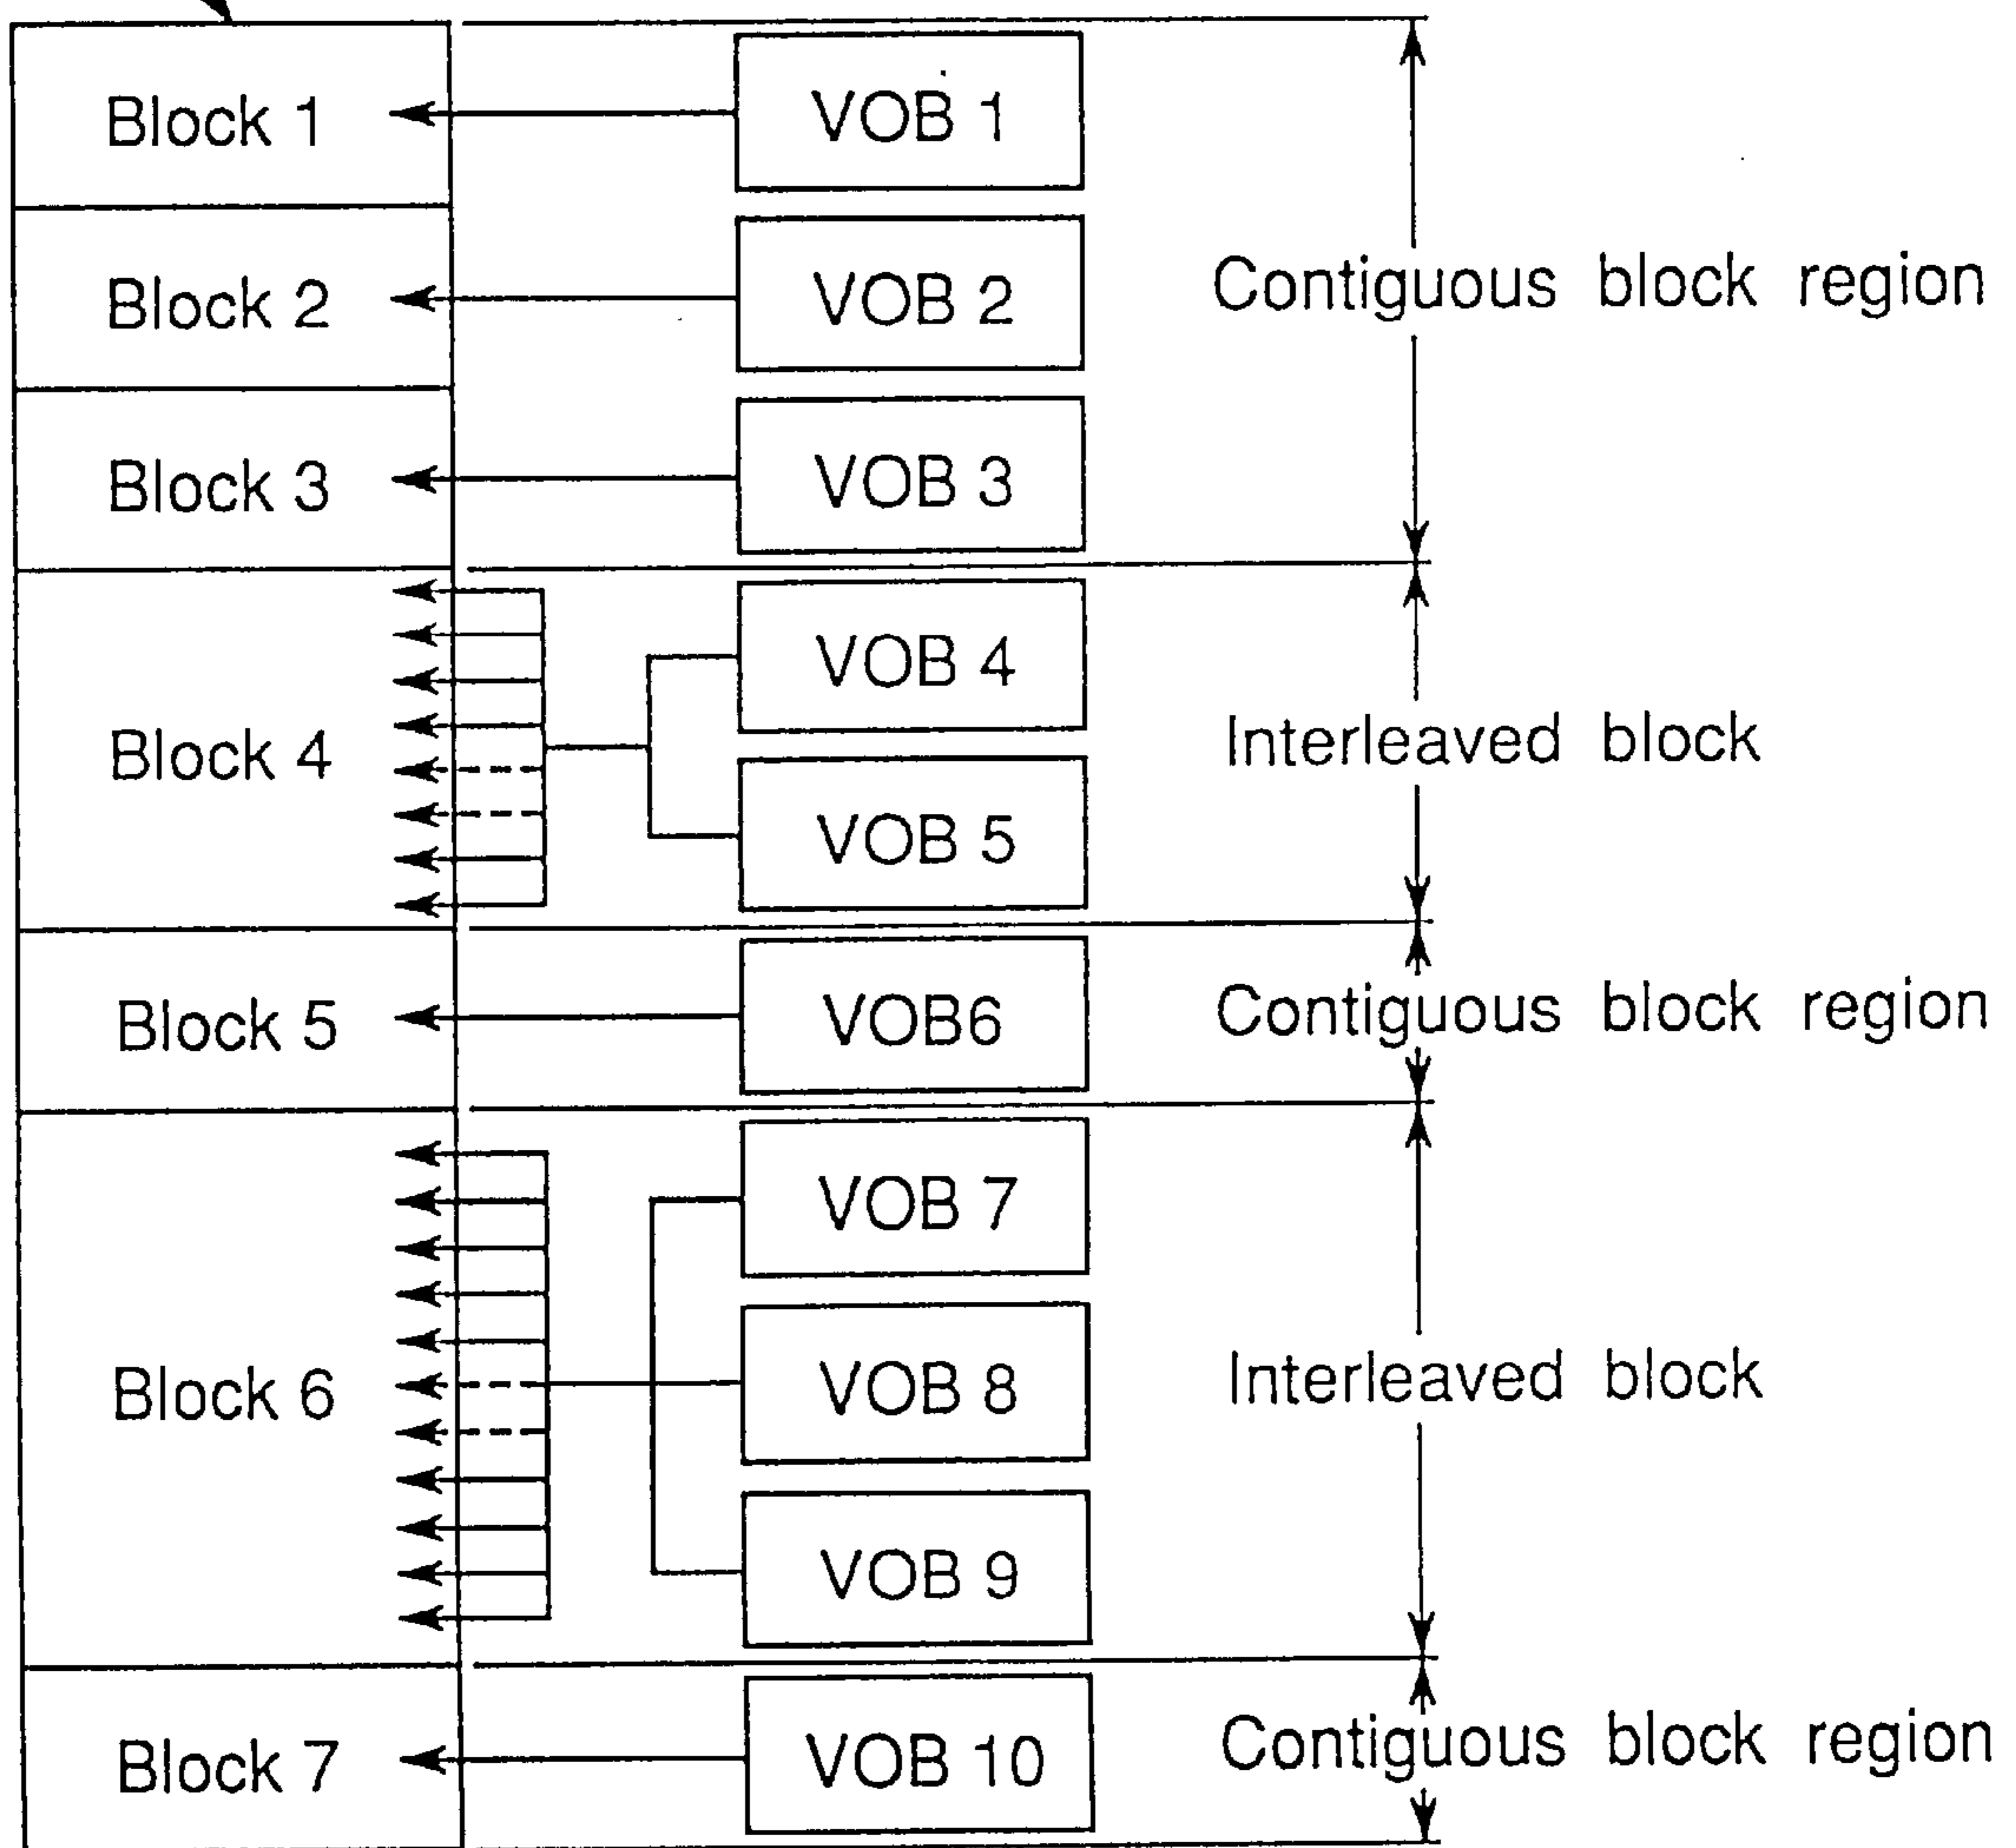 Block 1
VOB 1
Block 2
VOB 2
Contiguous block region
Block 3
VOB 3
VOB 4
Block 4
Interleaved block
VOB 5
Block 5
VOB6
Contiguous block region
VOB 7
Block 6
VOB 8
Interleaved block
VOB 9
Block 7
VOB 10
Contiguous block region